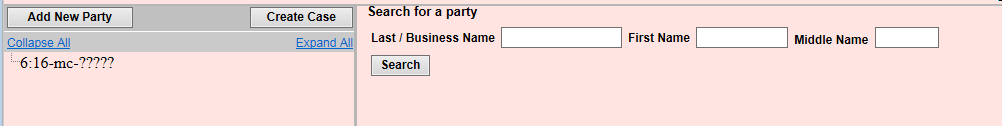 Add New Party Create Case
Collapse All Expand All
6:16-mc-?????
Search for a party
Last / Business Name First Name Middle Name
Search